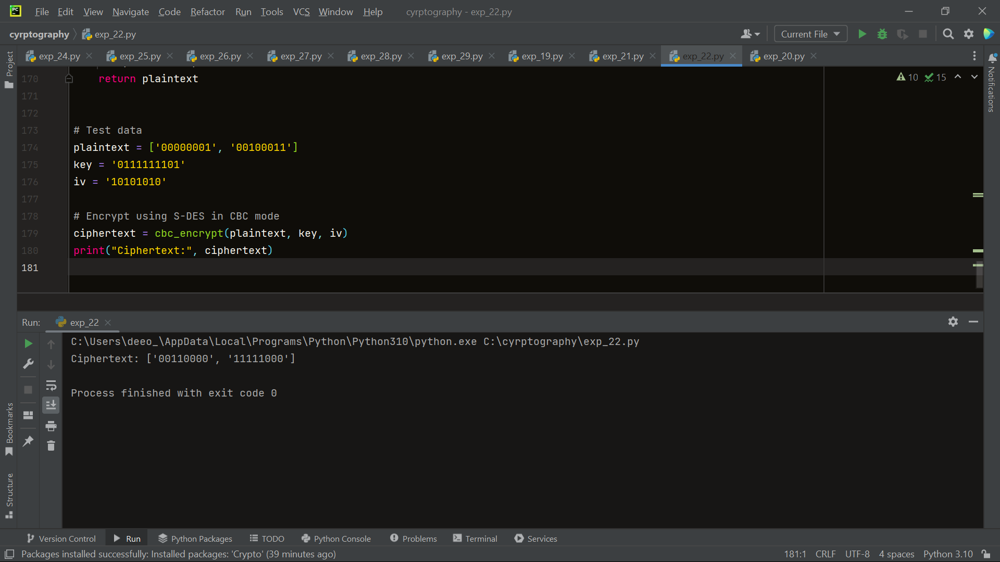 PC File Edit View Navigate Code Refactor Run Tools VCS Window Help cyrptography - exp_22.py
cyrptography exp_22.py Current File
exp_24.py exp_25.py exp_26.py exp_27.py exp_28.py exp_29.py exp_19.py exp_21.py exp_22.py exp_20.py
Project
Notifications
10 15
170 return plaintext
171
172
173 # Test data
174 plaintext = ['00000001', '00100011']
175 key = '0111111101'
176 iv = '10101010'
177
178 # Encrypt using S-DES in CBC mode
179 ciphertext = cbc_encrypt(plaintext, key, iv)
180 print("Ciphertext:", ciphertext)
181
Run: exp_22
C:\Users\deeo_\AppData\Local\Programs\Python\Python310\python.exe C:\cyrptography\exp_22.py
Ciphertext: ['00110000', '11111000']
Process finished with exit code 0
Bookmarks
Structure
Version Control Run Python Packages TODO Python Console Problems Terminal Services
Packages installed successfully: Installed packages: 'Crypto' (39 minutes ago) 181:1 CRLF UTF-8 4 spaces Python 3.10